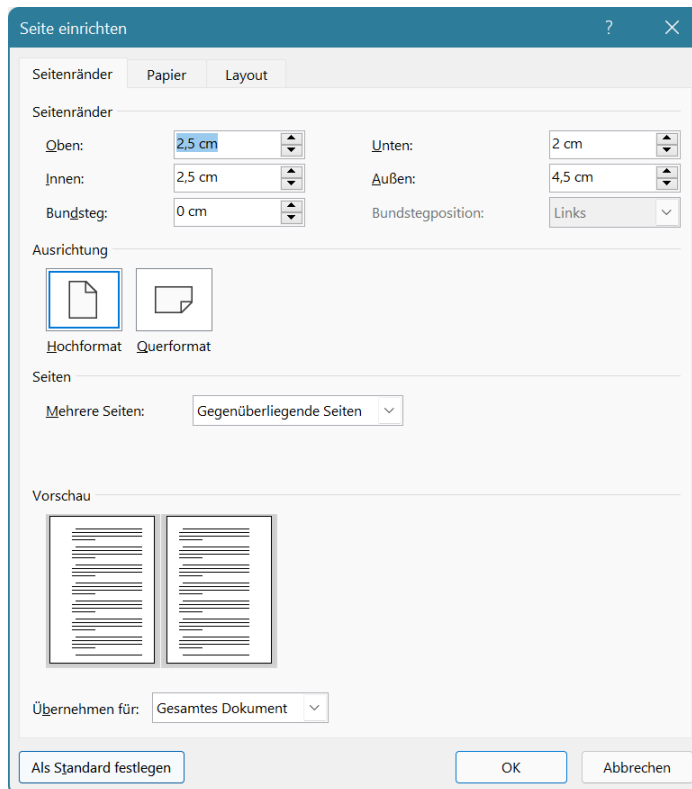 Seite einrichten ?
Seitenränder Papier Layout
Seitenränder
Oben: 2,5 cm Unten: 2 cm
Innen: 2,5 cm Außen: 4,5 cm
Bundsteg: 0 cm Bundstegposition: Links
Ausrichtung
Hochformat Querformat
Seiten
Mehrere Seiten: Gegenüberliegende Seiten
Vorschau
Übernehmen für: Gesamtes Dokument
Als Standard festlegen OK Abbrechen